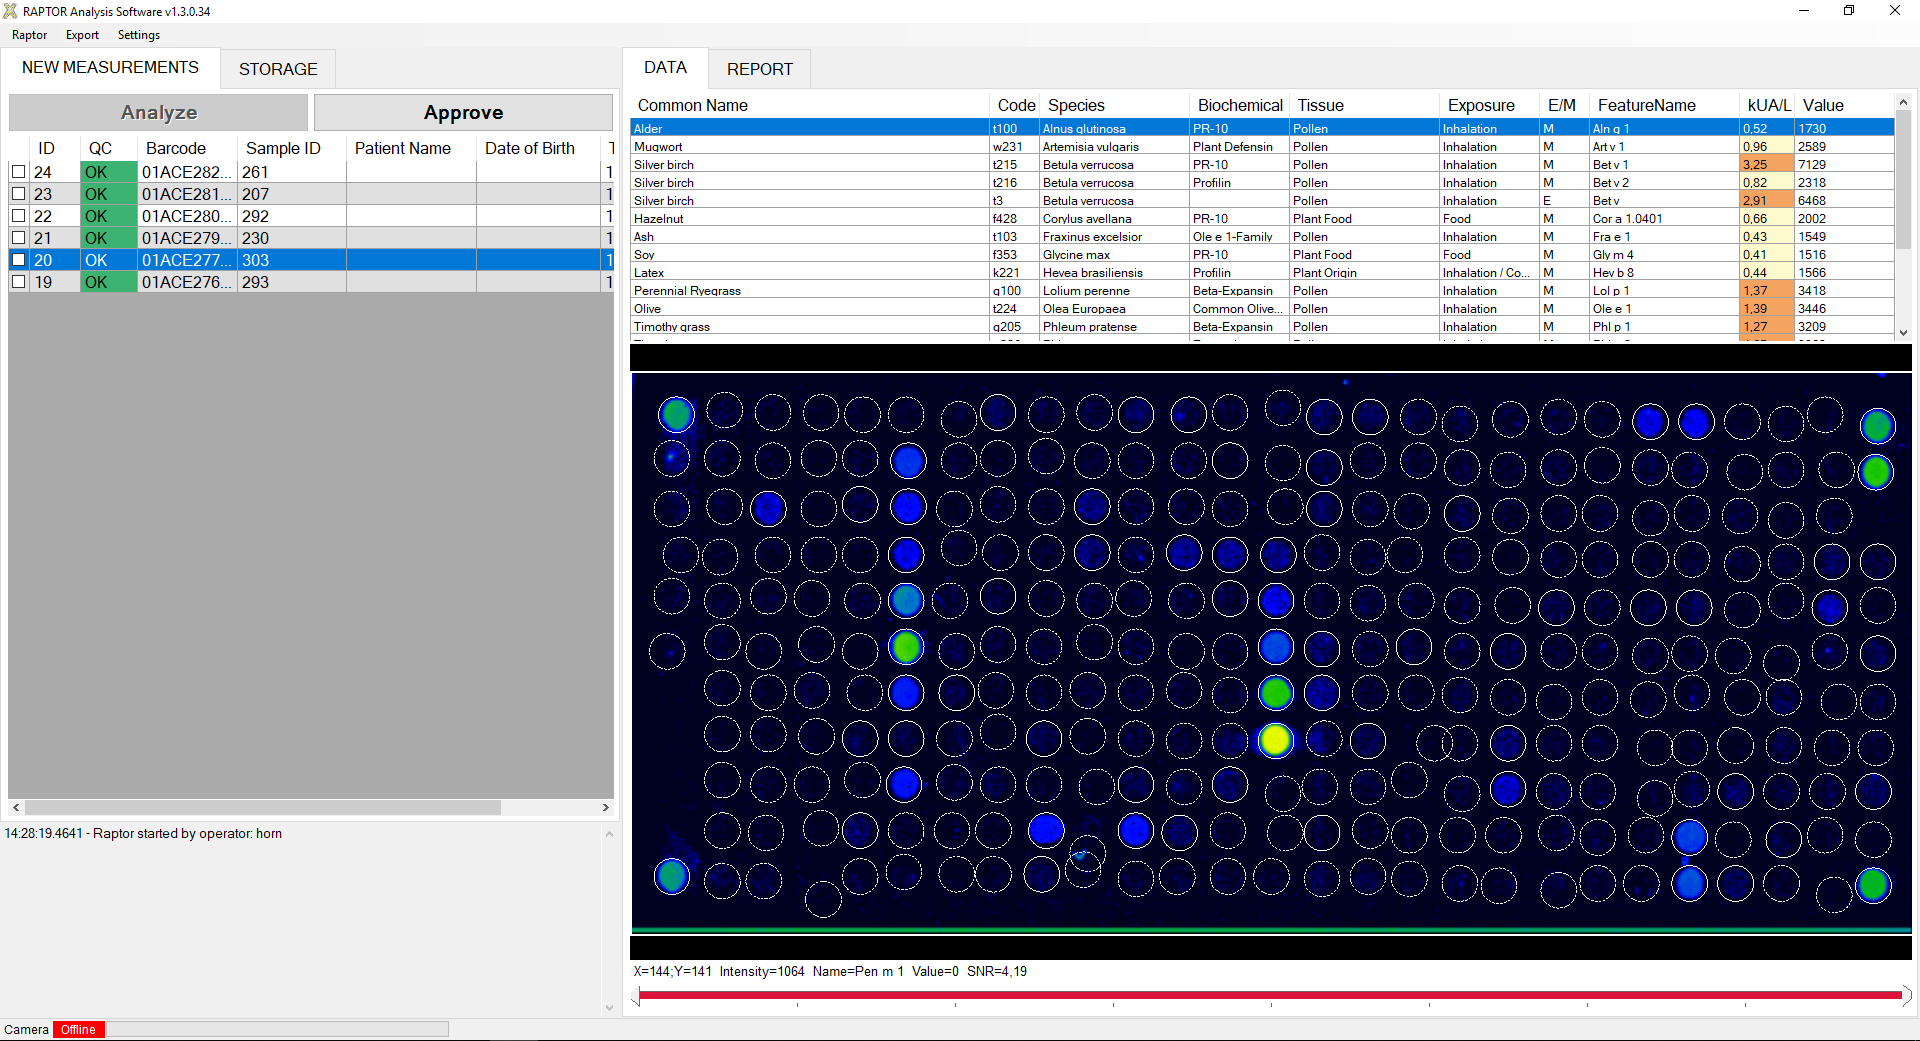 RAPTOR Analysis Software v1.3.0.34
Raptor Export Settings
NEW MEASUREMENTS STORAGE
Analyze Approve
ID QC Barcode Sample ID Patient Name Date of Birth
24 OK 01ACE282... 261 1
23 OK 01ACE281... 207 1
22 OK 01ACE280... 292 1
21 OK 01ACE279... 230 1
20 OK 01ACE277... 303 1
19 OK 01ACE276... 293 1
14:28:19.4641 - Raptor started by operator: horn
Camera Offline
DATA REPORT
Common Name Code Species Biochemical Tissue Exposure E/M FeatureName kUA/L Value
Alder t100 Alnus glutinosa PR-10 Pollen Inhalation M Aln g 1 0,52 1730
Mugwort w231 Artemisia vulgaris Plant Defensin Pollen Inhalation M Art v 1 0,96 2589
Silver birch t215 Betula verrucosa PR-10 Pollen Inhalation M Bet v 1 3,25 7129
Silver birch t216 Betula verrucosa Profilin Pollen Inhalation M Bet v 2 0,82 2318
Silver birch t3 Betula verrucosa Pollen Inhalation E Bet v 2,91 6468
Hazelnut f428 Corylus avellana PR-10 Plant Food Food M Cor a 1.0401 0,66 2002
Ash t103 Fraxinus excelsior Ole e 1-Family Pollen Inhalation M Fra e 1 0,43 1549
Soy f353 Glycine max PR-10 Plant Food Food M Gly m 4 0,41 1516
Latex k221 Hevea brasiliensis Profilin Plant Origin Inhalation / Co... M Hev b 8 0,44 1566
Perennial Ryegrass g100 Lolium perenne Beta-Expansin Pollen Inhalation M Lol p 1 1,37 3418
Olive t224 Olea Europaea Common Olive... Pollen Inhalation M Ole e 1 1,39 3446
Timothy grass g205 Phleum pratense Beta-Expansin Pollen Inhalation M Phl p 1 1,27 3209
X=144;Y=141 Intensity=1064 Name=Pen m 1 Value=0 SNR=4,19